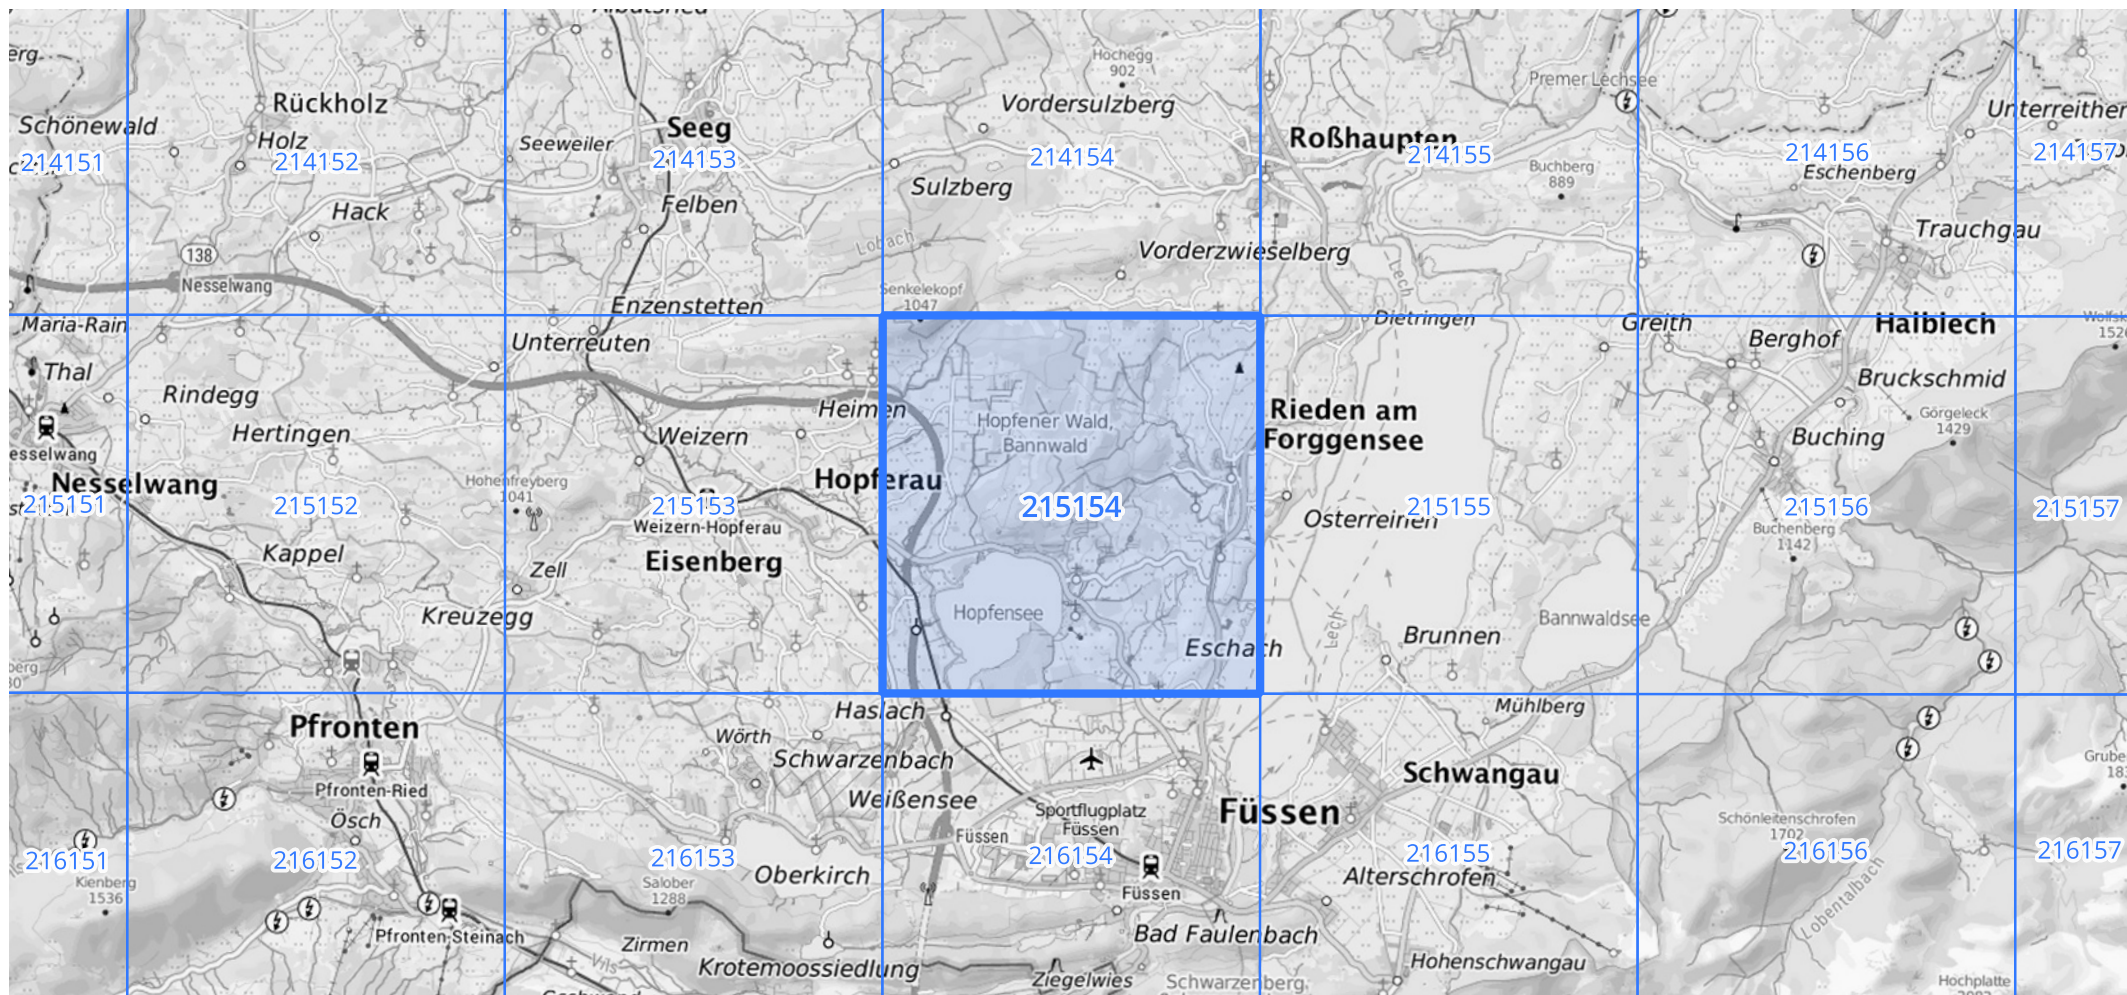 Hochegg
902
Premer Lechsee
Rückholz
Vordersulzberg
Unterreithen
Schönewald
Holz
Seeg
Seeweiler
Roßhaupten
214151
214152
214153
214154
214155
214156
214157
Buchberg
889
Eschenberg
Sulzberg
Hack
Felben
Trauchgau
Lobach
Vorderzwieselberg
138
Nesselwang
Lech
Senkelekopf
1047
Enzenstetten
Maria-Rain
Dietringen
Greith
Halblech
Unterreuten
Berghof
Thal
Rindegg
Bruckschmid
Heimen
Rieden am
Forggensee
Görgeleck
1429
Hopfener Wald,
Bannwald
Hertingen
Weizern
Buching
esselwang
Nesselwang
Hohenfreyberg
1041
Hopferau
215151
215152
215153
215154
215155
215156
215157
Weizern-Hopferau
Osterreinen
Buchenberg
1142
Kappel
Zell
Eisenberg
Kreuzegg
Hopfensee
Bannwaldsee
Lech
Brunnen
Eschach
Haslach
Mühlberg
Pfronten
Wörth
Schwarzenbach
Schwangau
Pfronten-Ried
Weißensee
Sportflugplatz
Füssen
Füssen
Ösch
Füssen
Schönleitenschrofen
1702
216151
216152
216153
216154
216155
216156
216157
Kienberg
1536
Salober
1288
Oberkirch
Füssen
Alterschrofen
Lobentalbach
Pfronten-Steinach
Zirmen
Bad Faulenbach
Vils
Krotemoossiedlung
Ziegelwies
Schwarzenberg
Hohenschwangau
Hochplatte